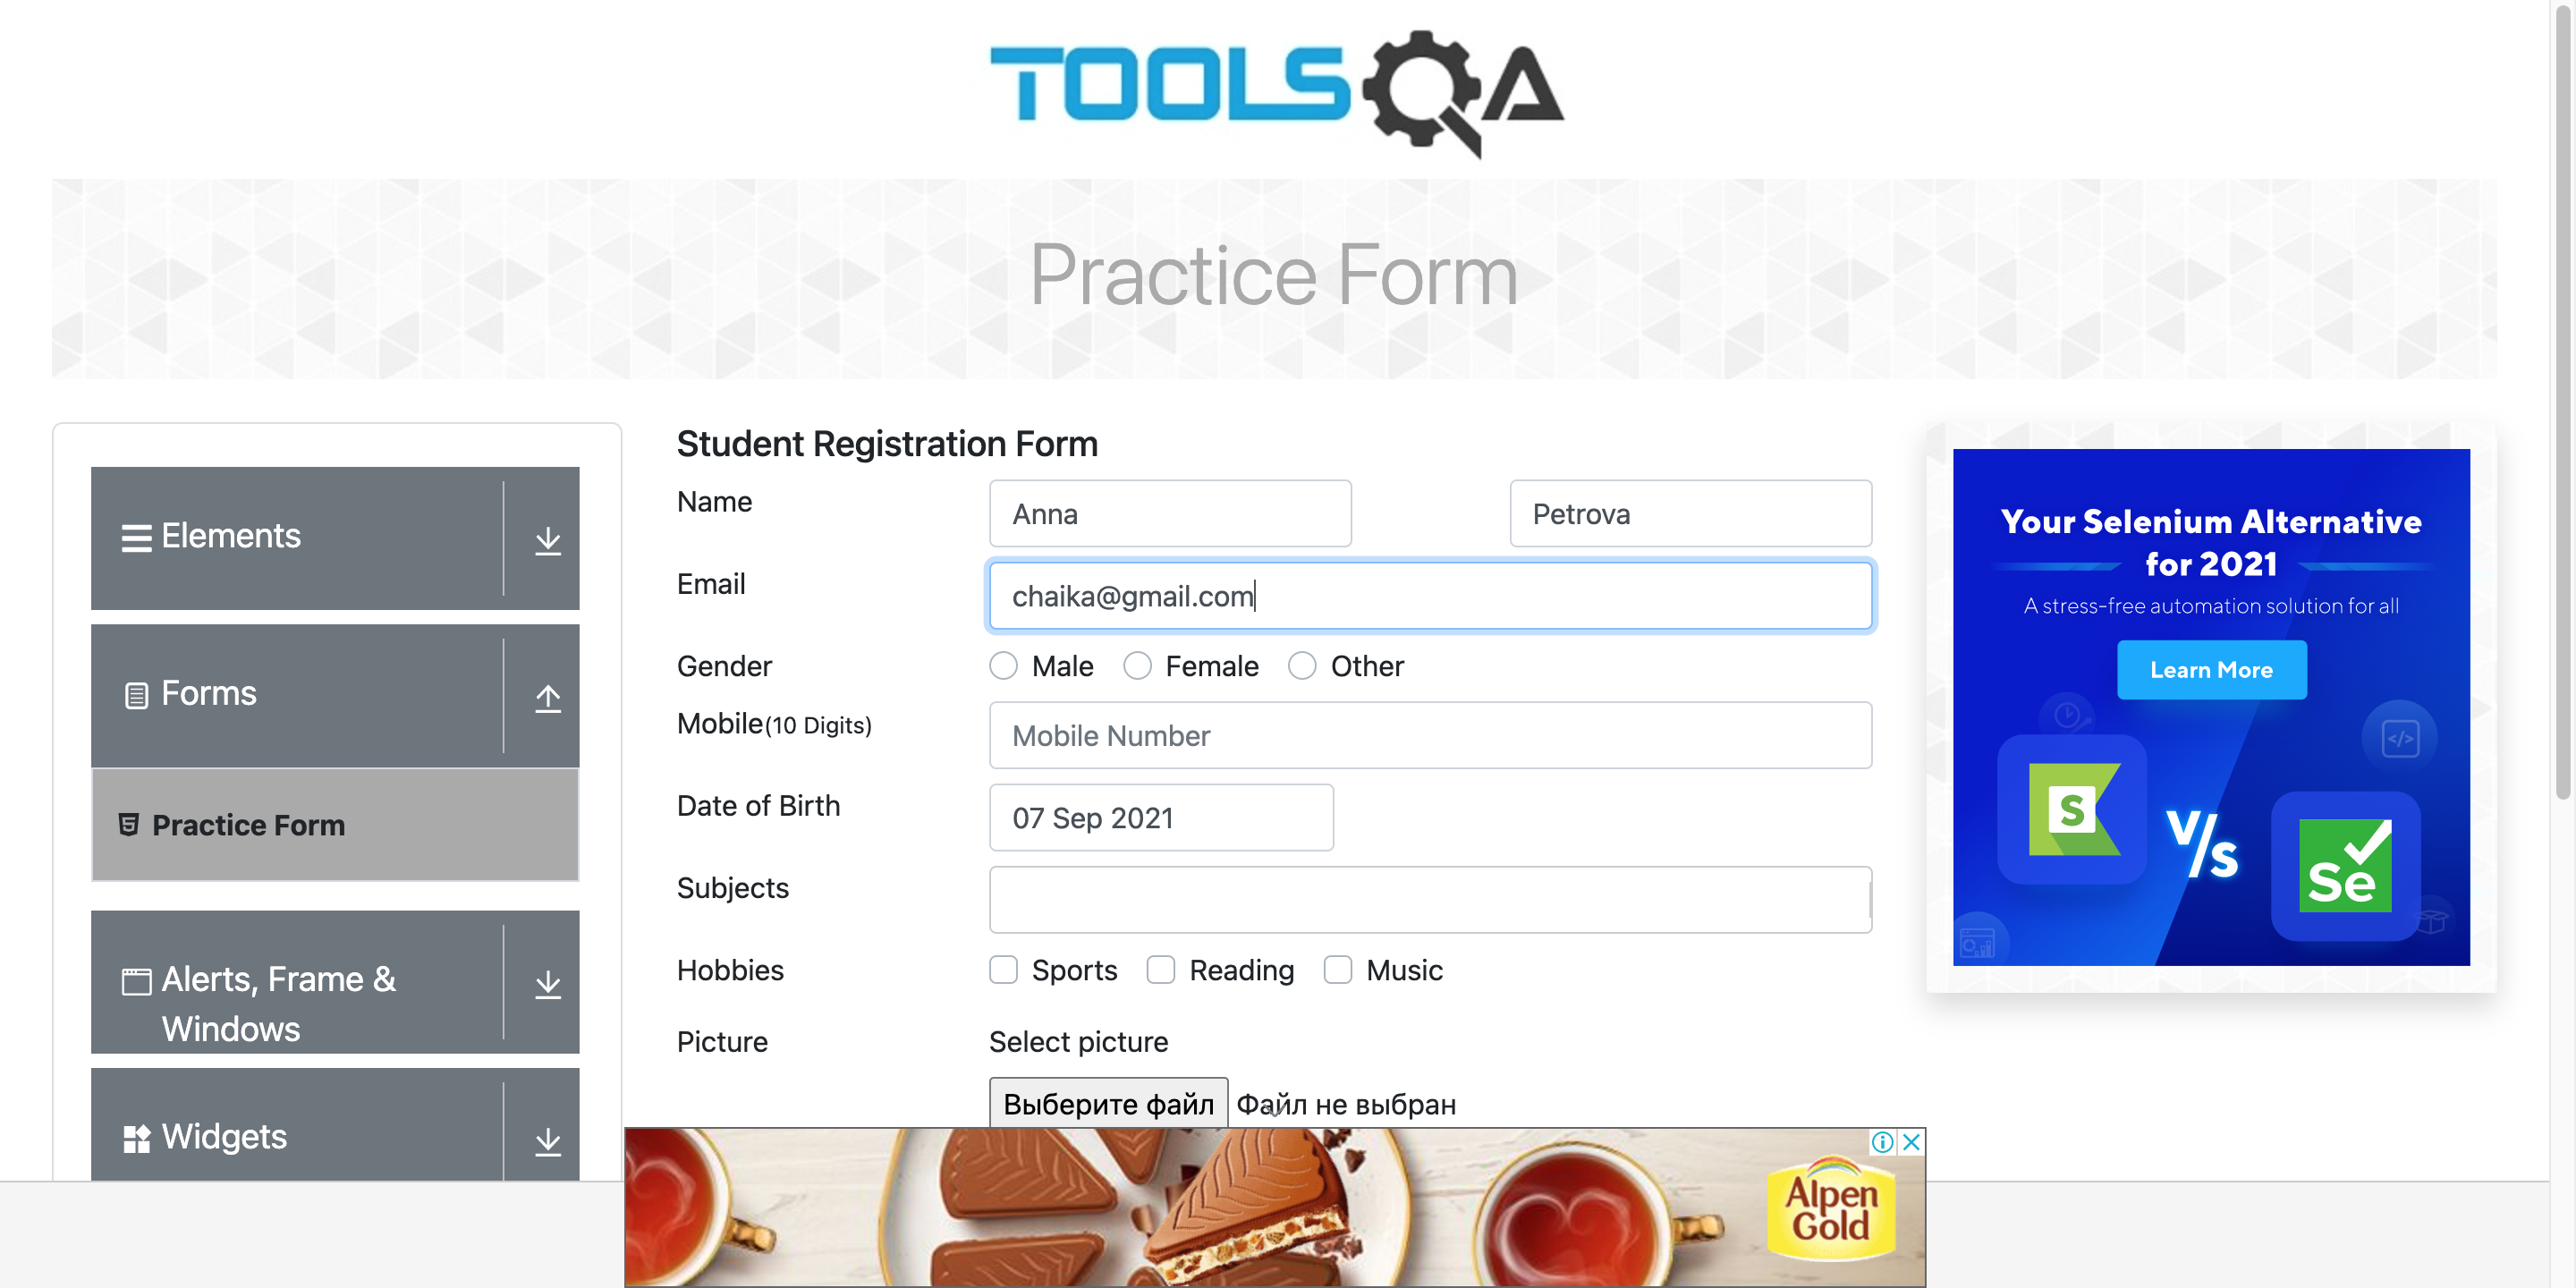 TOOLSQA
Practice Form
Elements
Forms
Practice Form
Alerts, Frame &
Windows
Widgets
Student Registration Form
Name
Anna
Petrova
Email
chaika@gmail.com
Gender
Male
Female
Other
Mobile(10 Digits)
Mobile Number
Date of Birth
07 Sep 2021
Subjects
Hobbies
Sports
Reading
Music
Picture
Select picture
Выберите файл
Файл не выбран
Your Selenium Alternative
for 2021
A stress-free automation solution for all
Learn More
S
V/s
Se
Alpen
Gold